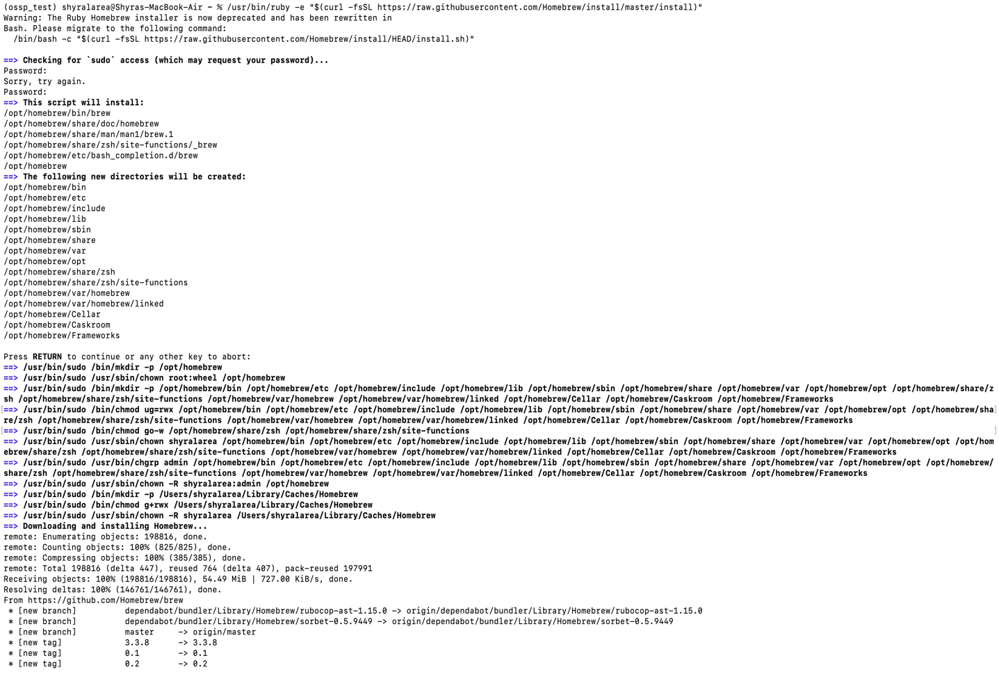 (ossp_test) shyralarea@Shyras-MacBook-Air ~ % /usr/bin/ruby -e "$(curl -fsSL https://raw.githubusercontent.com/Homebrew/install/master/install)"
Warning: The Ruby Homebrew installer is now deprecated and has been rewritten in
Bash. Please migrate to the following command:
  /bin/bash -c "$(curl -fsSL https://raw.githubusercontent.com/Homebrew/install/HEAD/install.sh)"

==> Checking for `sudo` access (which may request your password)...
Password:
Sorry, try again.
Password:
==> This script will install:
/opt/homebrew/bin/brew
/opt/homebrew/share/doc/homebrew
/opt/homebrew/share/man/man1/brew.1
/opt/homebrew/share/zsh/site-functions/_brew
/opt/homebrew/etc/bash_completion.d/brew
/opt/homebrew
==> The following new directories will be created:
/opt/homebrew/bin
/opt/homebrew/etc
/opt/homebrew/include
/opt/homebrew/lib
/opt/homebrew/sbin
/opt/homebrew/share
/opt/homebrew/var
/opt/homebrew/opt
/opt/homebrew/share/zsh
/opt/homebrew/share/zsh/site-functions
/opt/homebrew/var/homebrew
/opt/homebrew/var/homebrew/linked
/opt/homebrew/Cellar
/opt/homebrew/Caskroom
/opt/homebrew/Frameworks

Press RETURN to continue or any other key to abort:
==> /usr/bin/sudo /bin/mkdir -p /opt/homebrew
==> /usr/bin/sudo /usr/sbin/chown root:wheel /opt/homebrew
==> /usr/bin/sudo /bin/mkdir -p /opt/homebrew/bin /opt/homebrew/etc /opt/homebrew/include /opt/homebrew/lib /opt/homebrew/sbin /opt/homebrew/share /opt/homebrew/var /opt/homebrew/opt /opt/homebrew/share/z
sh /opt/homebrew/share/zsh/site-functions /opt/homebrew/var/homebrew /opt/homebrew/var/homebrew/linked /opt/homebrew/Cellar /opt/homebrew/Caskroom /opt/homebrew/Frameworks
[==> /usr/bin/sudo /bin/chmod ug=rwx /opt/homebrew/bin /opt/homebrew/etc /opt/homebrew/include /opt/homebrew/lib /opt/homebrew/sbin /opt/homebrew/share /opt/homebrew/var /opt/homebrew/opt /opt/homebrew/sha]
re/zsh /opt/homebrew/share/zsh/site-functions /opt/homebrew/var/homebrew /opt/homebrew/var/homebrew/linked /opt/homebrew/Cellar /opt/homebrew/Caskroom /opt/homebrew/Frameworks
[==> /usr/bin/sudo /bin/chmod go-w /opt/homebrew/share/zsh /opt/homebrew/share/zsh/site-functions ]
==> /usr/bin/sudo /usr/sbin/chown shyralarea /opt/homebrew/bin /opt/homebrew/etc /opt/homebrew/include /opt/homebrew/lib /opt/homebrew/sbin /opt/homebrew/share /opt/homebrew/var /opt/homebrew/opt /opt/hom
ebrew/share/zsh /opt/homebrew/share/zsh/site-functions /opt/homebrew/var/homebrew /opt/homebrew/var/homebrew/linked /opt/homebrew/Cellar /opt/homebrew/Caskroom /opt/homebrew/Frameworks
==> /usr/bin/sudo /usr/bin/chgrp admin /opt/homebrew/bin /opt/homebrew/etc /opt/homebrew/include /opt/homebrew/lib /opt/homebrew/sbin /opt/homebrew/share /opt/homebrew/var /opt/homebrew/opt /opt/homebrew/
share/zsh /opt/homebrew/share/zsh/site-functions /opt/homebrew/var/homebrew /opt/homebrew/var/homebrew/linked /opt/homebrew/Cellar /opt/homebrew/Caskroom /opt/homebrew/Frameworks
==> /usr/bin/sudo /usr/sbin/chown -R shyralarea:admin /opt/homebrew
==> /usr/bin/sudo /bin/mkdir -p /Users/shyralarea/Library/Caches/Homebrew
==> /usr/bin/sudo /bin/chmod g+rwx /Users/shyralarea/Library/Caches/Homebrew
==> /usr/bin/sudo /usr/sbin/chown -R shyralarea /Users/shyralarea/Library/Caches/Homebrew
==> Downloading and installing Homebrew...
remote: Enumerating objects: 198816, done.
remote: Counting objects: 100% (825/825), done.
remote: Compressing objects: 100% (385/385), done.
remote: Total 198816 (delta 447), reused 764 (delta 407), pack-reused 197991
Receiving objects: 100% (198816/198816), 54.49 MiB | 727.00 KiB/s, done.
Resolving deltas: 100% (146761/146761), done.
From https://github.com/Homebrew/brew
 * [new branch]          dependabot/bundler/Library/Homebrew/rubocop-ast-1.15.0 -> origin/dependabot/bundler/Library/Homebrew/rubocop-ast-1.15.0
 * [new branch]          dependabot/bundler/Library/Homebrew/sorbet-0.5.9449 -> origin/dependabot/bundler/Library/Homebrew/sorbet-0.5.9449
 * [new branch]          master     -> origin/master
 * [new tag]             3.3.8      -> 3.3.8
 * [new tag]             0.1        -> 0.1
 * [new tag]             0.2        -> 0.2